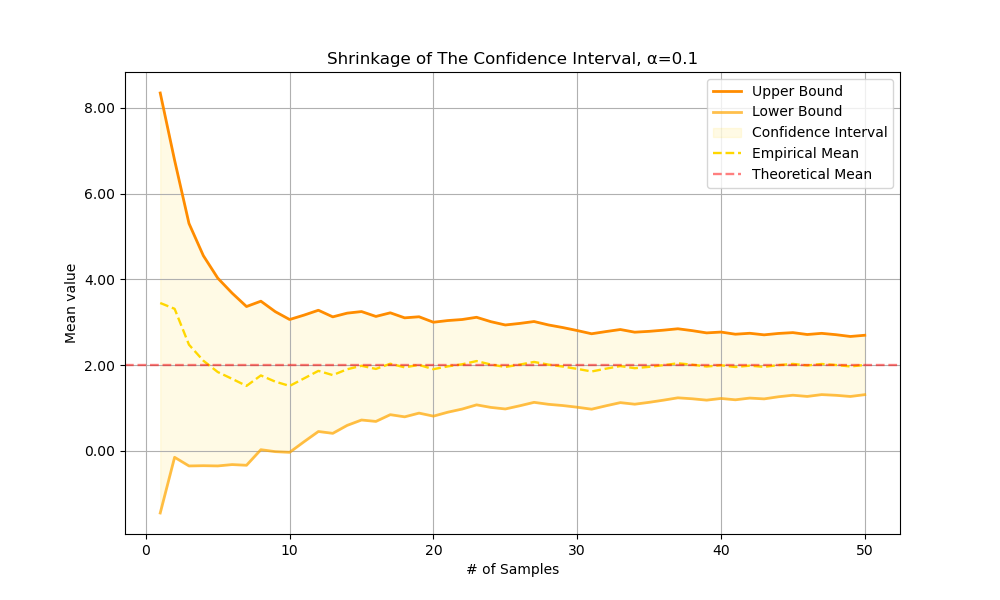 Shrinkage of The Confidence Interval, α=0.1
Upper Bound
Lower Bound
Confidence Interval
Empirical Mean
Theoretical Mean
8.00
6.00
4.00
2.00
0.00
Mean value
0 10 20 30 40 50
# of Samples